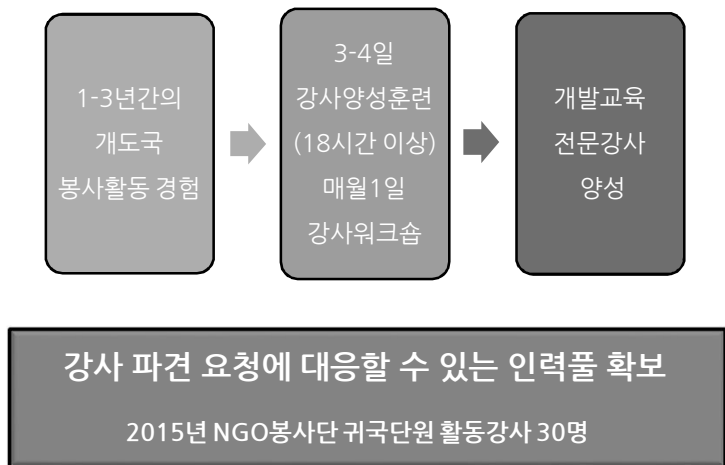 1-3년간의
개도국
봉사활동 경험
3-4일
강사양성훈련
(18시간 이상)
매월1일
강사워크숍
개발교육
전문강사
양성
강사 파견 요청에 대응할 수 있는 인력풀 확보
2015년 NGO봉사단 귀국단원 활동강사 30명